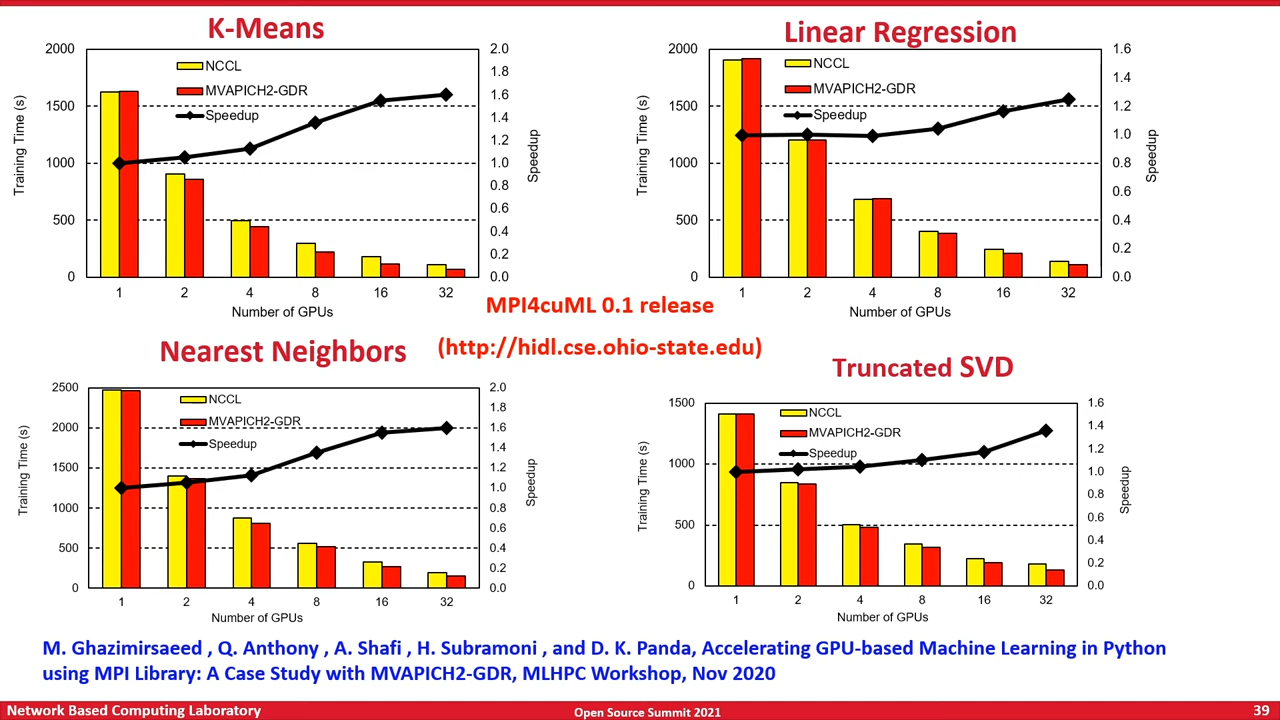 K-Means
2000
1500
1000
500
0
Training Time (s)
NCCL
MVAPICH2-GDR
Speedup
2.0
1.8
1.6
1.4
1.2
1.0
0.8
0.6
0.4
0.2
0.0
Speedup
1 2 4 8 16 32
Number of GPUs
Linear Regression
2000
1500
1000
500
0
Training Time (s)
NCCL
MVAPICH2-GDR
Speedup
1.6
1.4
1.2
1.0
0.8
0.6
0.4
0.2
0.0
Speedup
1 2 4 8 16 32
Number of GPUs
MPI4cuML 0.1 release
(http://hidl.cse.ohio-state.edu)
Nearest Neighbors
2500
2000
1500
1000
500
0
Training Time (s)
NCCL
MVAPICH2-GDR
Speedup
2.0
1.8
1.6
1.4
1.2
1.0
0.8
0.6
0.4
0.2
0.0
Speedup
1 2 4 8 16 32
Number of GPUs
Truncated SVD
1500
1000
500
0
Training Time (s)
NCCL
MVAPICH2-GDR
Speedup
1.6
1.4
1.2
1.0
0.8
0.6
0.4
0.2
0.0
Speedup
1 2 4 8 16 32
Number of GPUs
M. Ghazimirsaeed , Q. Anthony , A. Shafi , H. Subramoni , and D. K. Panda, Accelerating GPU-based Machine Learning in Python
using MPI Library: A Case Study with MVAPICH2-GDR, MLHPC Workshop, Nov 2020
Network Based Computing Laboratory
Open Source Summit 2021
39